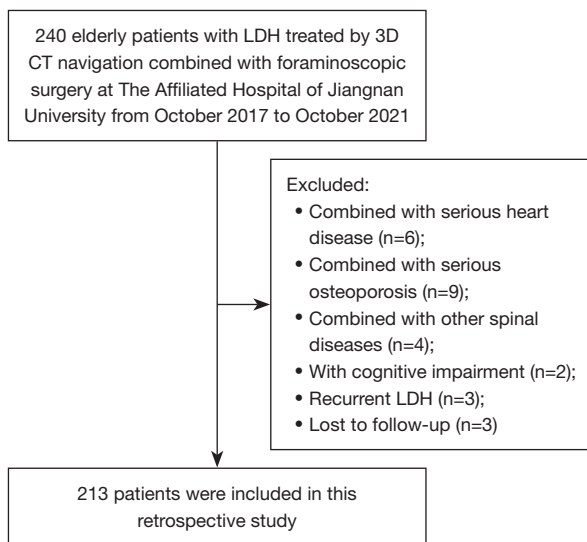 240 elderly patients with LDH treated by 3D
CT navigation combined with foraminoscopic
surgery at The Affiliated Hospital of Jiangnan
University from October 2017 to October 2021
Excluded:
• Combined with serious heart
disease (n=6);
• Combined with serious
osteoporosis (n=9);
• Combined with other spinal
diseases (n=4);
• With cognitive impairment (n=2);
• Recurrent LDH (n=3);
• Lost to follow-up (n=3)
213 patients were included in this
retrospective study